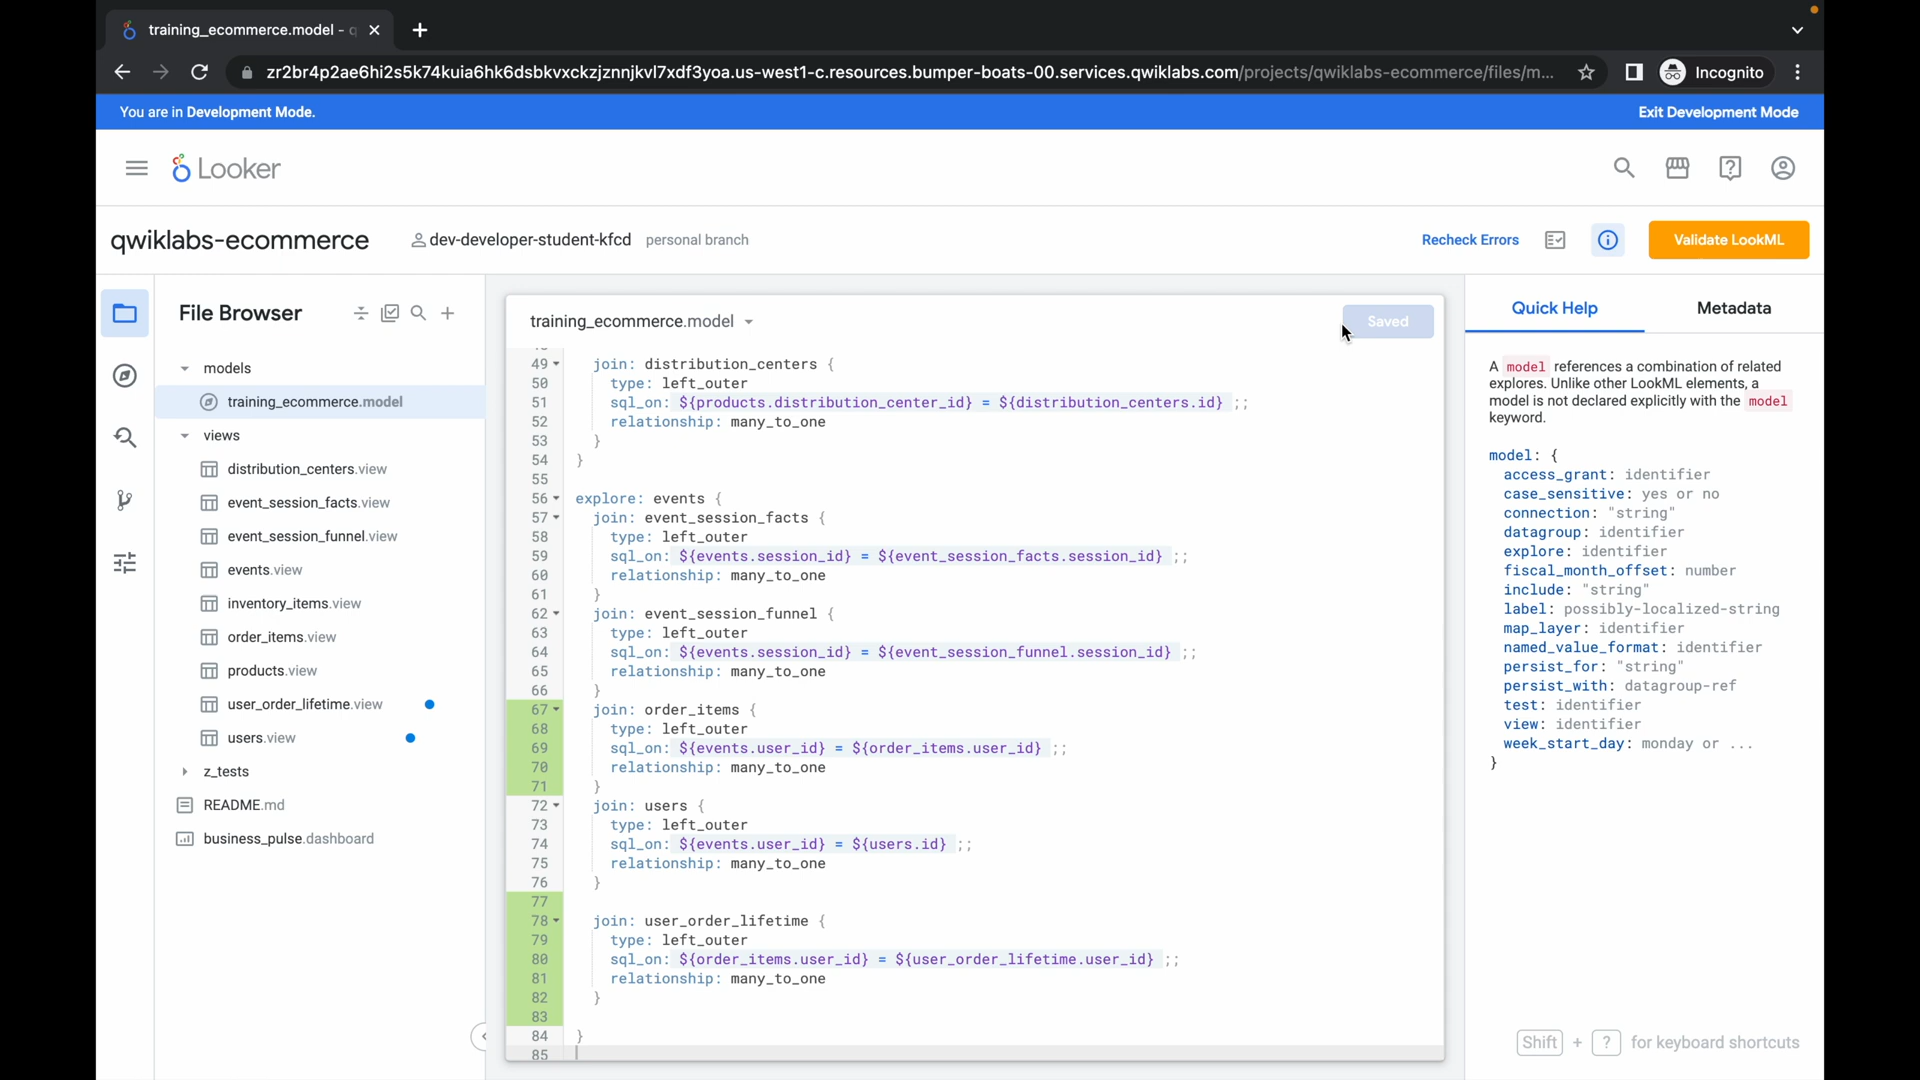 training_ecommerce.model - q
zr2br4p2ae6hi2s5k74kuia6hk6dsbkvxckzjznnjkvl7xdf3yoa.us-west1-c.resources.bumper-boats-00.services.qwiklabs.com/projects/qwiklabs-ecommerce/files/m...
Incognito
You are in Development Mode.
Exit Development Mode
Looker
qwiklabs-ecommerce
dev-developer-student-kfcd personal branch
Recheck Errors
Validate LookML
File Browser
models
training_ecommerce.model
views
distribution_centers.view
event_session_facts.view
event_session_funnel.view
events.view
inventory_items.view
order_items.view
products.view
user_order_lifetime.view
users.view
z_tests
README.md
business_pulse.dashboard
training_ecommerce.model
Saved
49 join: distribution_centers {
50 type: left_outer
51 sql_on: ${products.distribution_center_id} = ${distribution_centers.id} ;;
52 relationship: many_to_one
53 }
54 }
55
56 explore: events {
57 join: event_session_facts {
58 type: left_outer
59 sql_on: ${events.session_id} = ${event_session_facts.session_id} ;;
60 relationship: many_to_one
61 }
62 join: event_session_funnel {
63 type: left_outer
64 sql_on: ${events.session_id} = ${event_session_funnel.session_id} ;;
65 relationship: many_to_one
66 }
67 join: order_items {
68 type: left_outer
69 sql_on: ${events.user_id} = ${order_items.user_id} ;;
70 relationship: many_to_one
71 }
72 join: users {
73 type: left_outer
74 sql_on: ${events.user_id} = ${users.id} ;;
75 relationship: many_to_one
76 }
77
78 join: user_order_lifetime {
79 type: left_outer
80 sql_on: ${order_items.user_id} = ${user_order_lifetime.user_id} ;;
81 relationship: many_to_one
82 }
83
84 }
85
Quick Help
Metadata
A model references a combination of related
explores. Unlike other LookML elements, a
model is not declared explicitly with the model
keyword.
model: {
access_grant: identifier
case_sensitive: yes or no
connection: "string"
datagroup: identifier
explore: identifier
fiscal_month_offset: number
include: "string"
label: possibly-localized-string
map_layer: identifier
named_value_format: identifier
persist_for: "string"
persist_with: datagroup-ref
test: identifier
view: identifier
week_start_day: monday or ...
}
Shift + ? for keyboard shortcuts